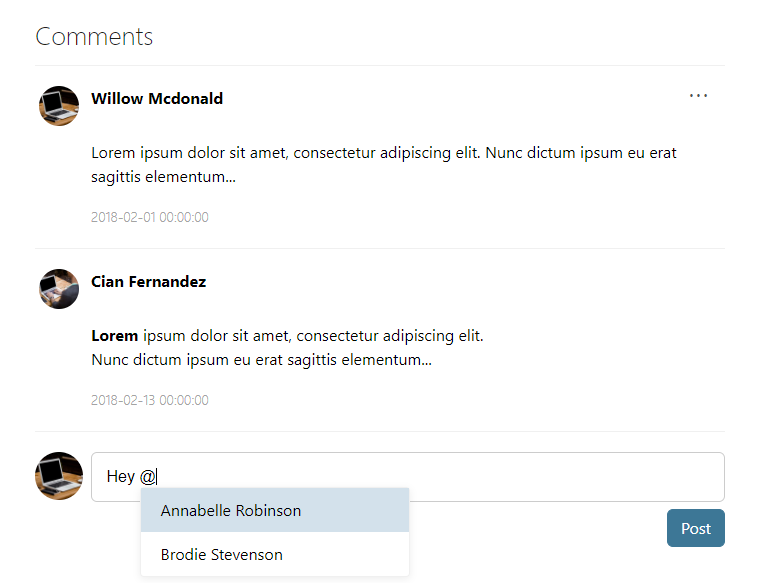 Comments
Willow Mcdonald
...
Lorem ipsum dolor sit amet, consectetur adipiscing elit. Nunc dictum ipsum eu erat
sagittis elementum...
2018-02-01 00:00:00
Cian Fernandez
Lorem ipsum dolor sit amet, consectetur adipiscing elit.
Nunc dictum ipsum eu erat sagittis elementum...
2018-02-13 00:00:00
Hey @
Annabelle Robinson
Post
Brodie Stevenson